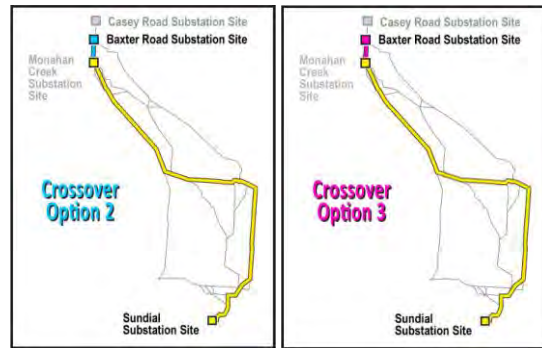 Casey Road Substation Site
Baxter Road Substation Site
Monahan
Creek
Substation
Site
Crossover
Option 2
Sundial
Substation Site
Casey Road Substation Site
Baxter Road Substation Site
Monahan
Creek
Substation
Site
Crossover
Option 3
Sundial
Substation Site